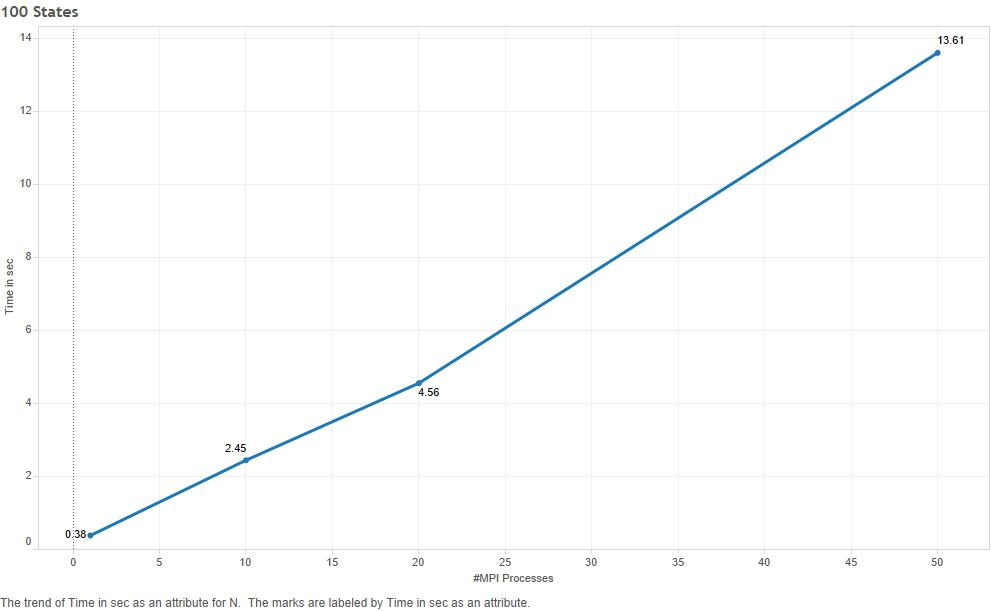 100 States
14
13.61
12
10
8
Time in sec
6
4
4.56
2.45
2
0.38
0
0 5 10 15 20 25 30 35 40 45 50
#MPI Processes
The trend of Time in sec as an attribute for N.  The marks are labeled by Time in sec as an attribute.